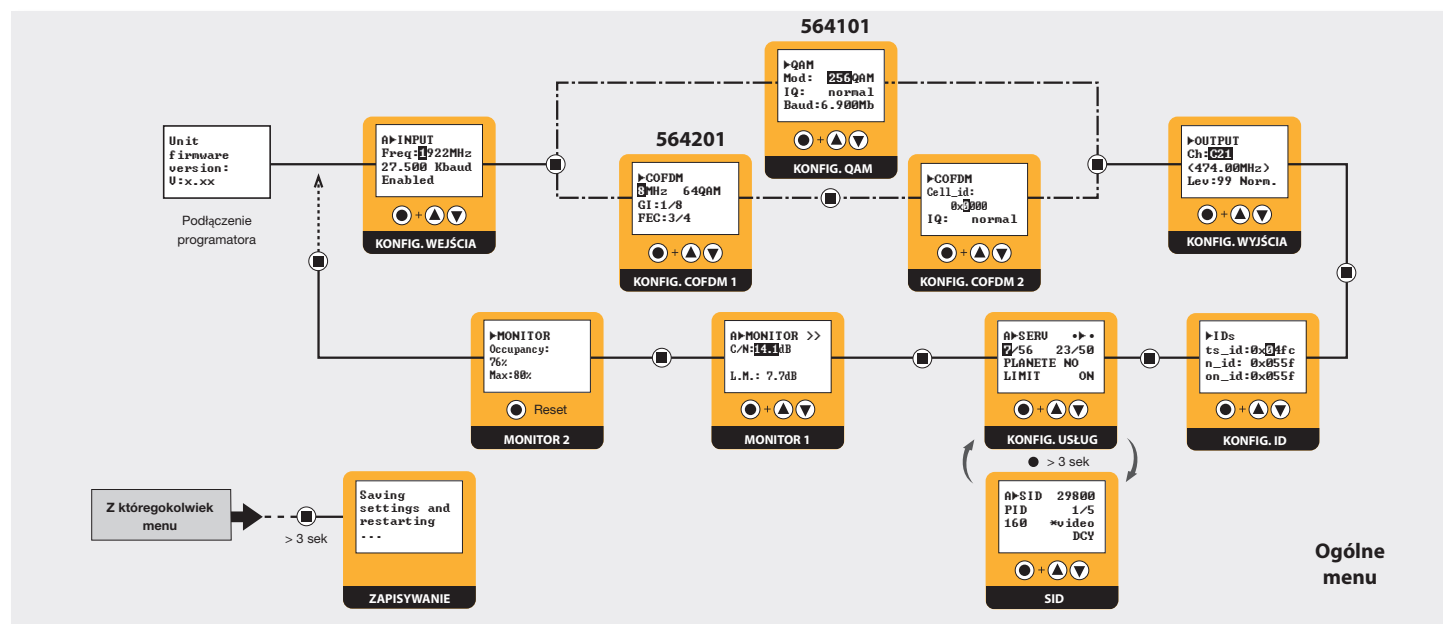 564101
▶QAM
Mod: 256QAM
IQ: normal
Baud:6.900Mb
+
KONFIG. QAM
Unit
firmware
version:
V:x.xx
Podłączenie
programatora
A▶INPUT
Freq:1922MHz
27.500 Kbaud
Enabled
+
KONFIG. WEJŚCIA
564201
▶COFDM
8MHz 64QAM
GI:1/8
FEC:3/4
+
KONFIG. COFDM 1
▶COFDM
Cell_id:
0x0000
IQ: normal
+
KONFIG. COFDM 2
▶OUTPUT
Ch:C21
(474.00MHz)
Lev:99 Norm.
+
KONFIG. WYJŚCIA
▶MONITOR
Occupancy:
76%
Max:80%
Reset
MONITOR 2
A▶MONITOR >>
C/N:14.1dB
L.M.: 7.7dB
+
MONITOR 1
A▶SERV •▶•
7/56 23/50
PLANETE NO
LIMIT ON
+
KONFIG. USŁUG
● > 3 sek
▶IDs
ts_id:0x04fc
n_id: 0x055f
on_id:0x055f
+
KONFIG. ID
Z któregokolwiek
menu
> 3 sek
Saving
settings and
restarting
...
ZAPISYWANIE
A▶SID 29800
PID 1/5
160 *video
DCY
+
SID
Ogólne
menu